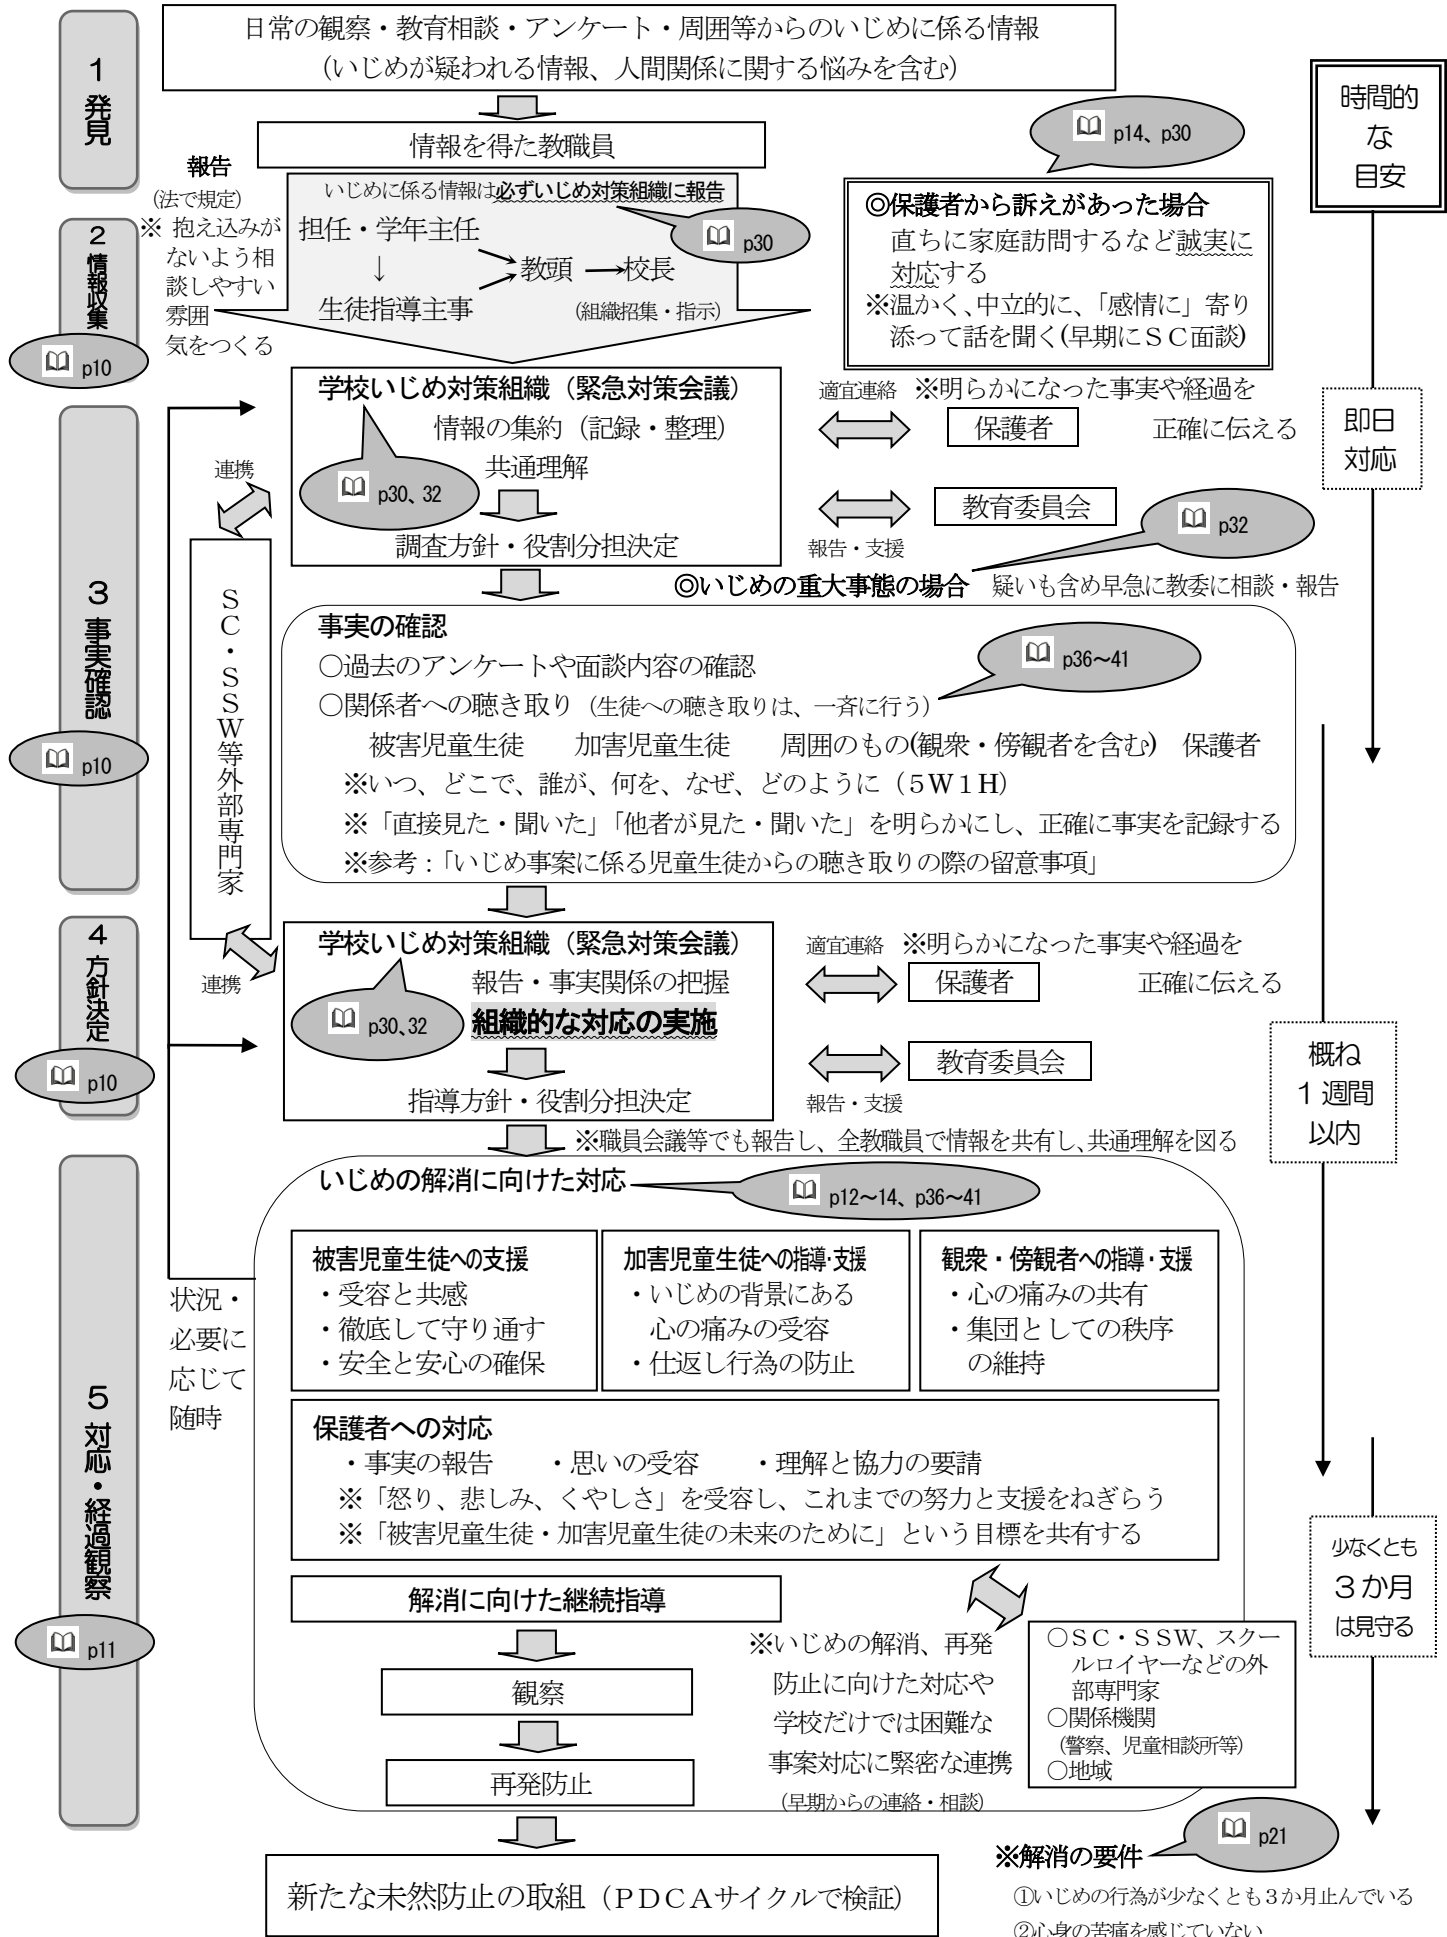 日常の観察・教育相談・アンケート・周囲等からのいじめに係る情報
(いじめが疑われる情報、人間関係に関する悩みを含む)
1 発見
時間的
な
目安
情報を得た教職員
p14、p30
報告
(法で規定)
※ 抱え込みが
ないよう相
談しやすい
雰囲
気をつくる
いじめに係る情報は必ずいじめ対策組織に報告
担任・学年主任
↓
生徒指導主事
教頭
校長
(組織招集・指示)
p30
◎保護者から訴えがあった場合
直ちに家庭訪問するなど誠実に
対応する
※温かく、中立的に、「感情に」寄り
添って話を聞く(早期にＳＣ面談)
2 情報収集
p10
学校いじめ対策組織（緊急対策会議）
情報の集約（記録・整理）
共通理解
p30、32
調査方針・役割分担決定
適宜連絡
※明らかになった事実や経過を
保護者
正確に伝える
教育委員会
報告・支援
p32
即日
対応
連携
◎いじめの重大事態の場合 疑いも含め早急に教委に相談・報告
3 事実確認
p10
ＳＣ・ＳＳＷ等外部専門家
事実の確認
○過去のアンケートや面談内容の確認
p36～41
○関係者への聴き取り（生徒への聴き取りは、一斉に行う）
被害児童生徒 加害児童生徒 周囲のもの(観衆・傍観者を含む) 保護者
※いつ、どこで、誰が、何を、なぜ、どのように（５Ｗ１Ｈ）
※「直接見た・聞いた」「他者が見た・聞いた」を明らかにし、正確に事実を記録する
※参考：「いじめ事案に係る児童生徒からの聴き取りの際の留意事項」
4 方針決定
p10
連携
学校いじめ対策組織（緊急対策会議）
報告・事実関係の把握
p30、32
組織的な対応の実施
指導方針・役割分担決定
適宜連絡
※明らかになった事実や経過を
保護者
正確に伝える
教育委員会
報告・支援
概ね
１週間
以内
※職員会議等でも報告し、全教職員で情報を共有し、共通理解を図る
5 対応・経過観察
p11
状況・
必要に
応じて
随時
いじめの解消に向けた対応
p12～14、p36～41
被害児童生徒への支援
・受容と共感
・徹底して守り通す
・安全と安心の確保
加害児童生徒への指導・支援
・いじめの背景にある
心の痛みの受容
・仕返し行為の防止
観衆・傍観者への指導・支援
・心の痛みの共有
・集団としての秩序
の維持
保護者への対応
・事実の報告 ・思いの受容 ・理解と協力の要請
※「怒り、悲しみ、くやしさ」を受容し、これまでの努力と支援をねぎらう
※「被害児童生徒・加害児童生徒の未来のために」という目標を共有する
少なくとも
３か月
は見守る
解消に向けた継続指導
観察
再発防止
※いじめの解消、再発
防止に向けた対応や
学校だけでは困難な
事案対応に緊密な連携
(早期からの連絡・相談)
○ＳＣ・ＳＳＷ、スクー
ルロイヤーなどの外
部専門家
○関係機関
(警察、児童相談所等)
○地域
p21
※解消の要件
①いじめの行為が少なくとも３か月止んでいる
②心身の苦痛を感じていない
新たな未然防止の取組（ＰＤＣＡサイクルで検証）